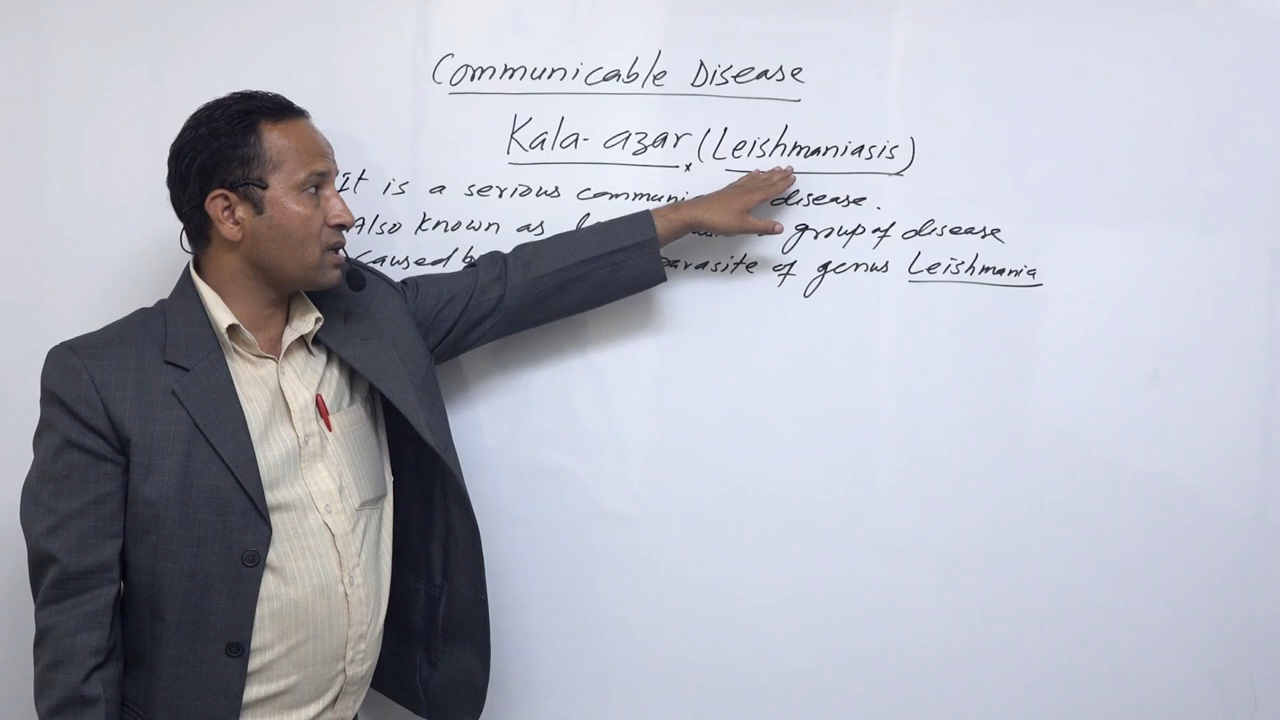 Communicable Disease
Kala-azar (Leishmaniasis)
It is a serious disease.
Also known as group of disease
caused parasite of genus Leishmania